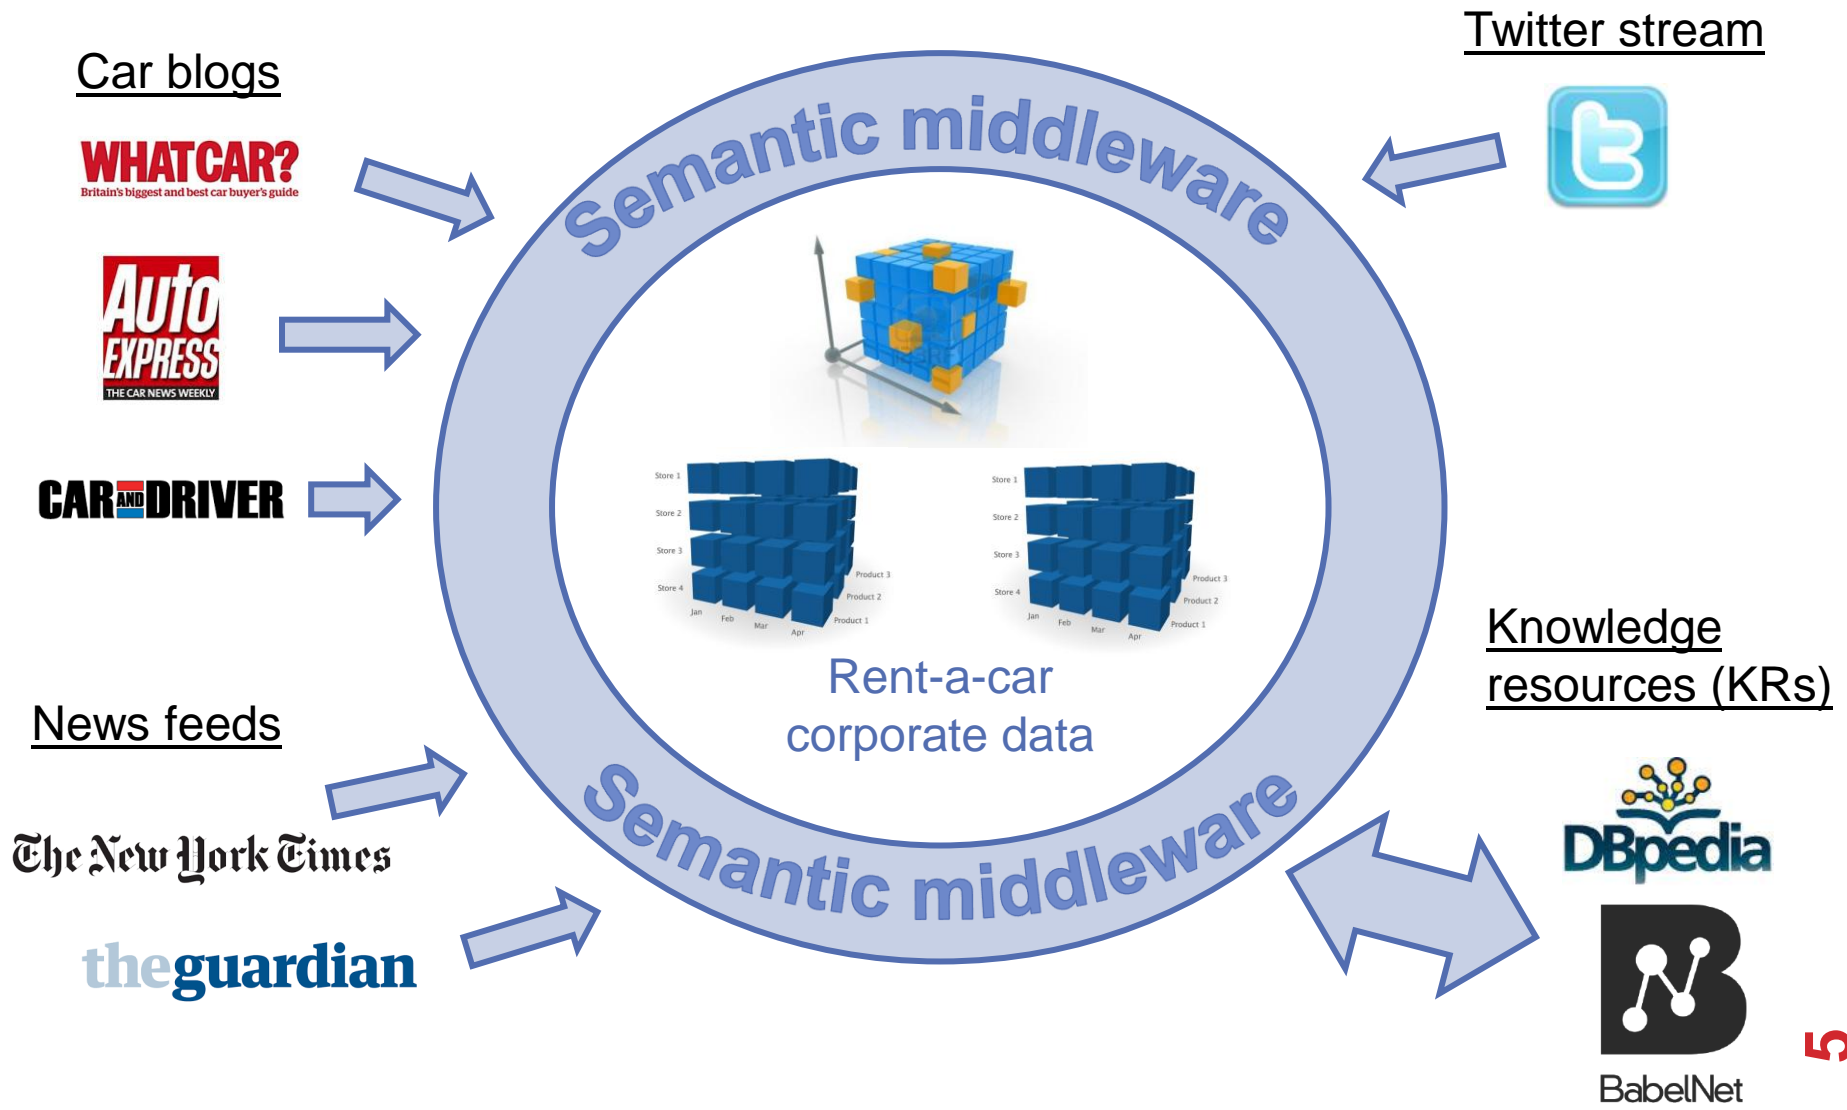 Car blogs
WHATCAR?
Britain's biggest and best car buyer's guide
AUTO
EXPRESS
THE CAR NEWS WEEKLY
CAR AND DRIVER
News feeds
The New York Times
theguardian
Semantic middleware
Store 1
Store 2
Store 3
Store 4
Jan
Feb
Mar
Apr
Product 3
Product 2
Product 1
Store 1
Store 2
Store 3
Store 4
Jan
Feb
Mar
Apr
Product 3
Product 2
Product 1
Rent-a-car
corporate data
Semantic middleware
Twitter stream
Knowledge
resources (KRs)
DBpedia
BabelNet
5